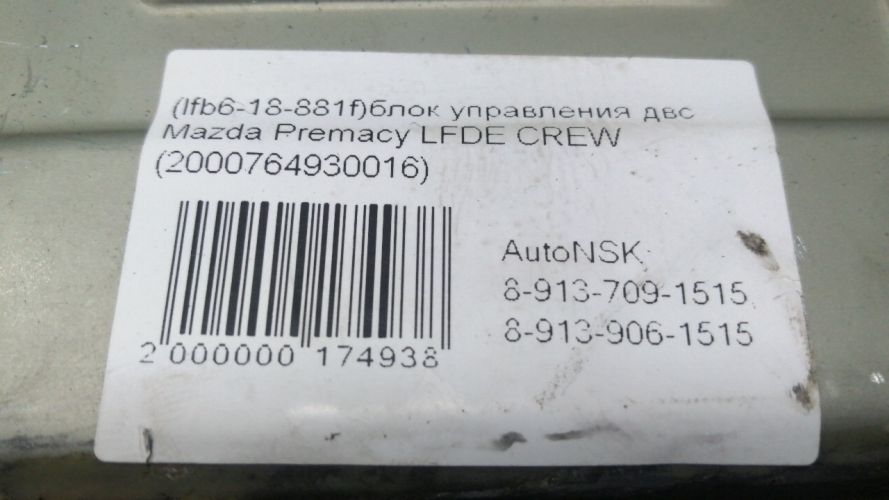 (lfb6-18-881f)блок управления двс
Mazda Premacy LFDE CREW
(2000764930016)
AutoNSK
8-913-709-1515
8-913-906-1515
2 000000 174938